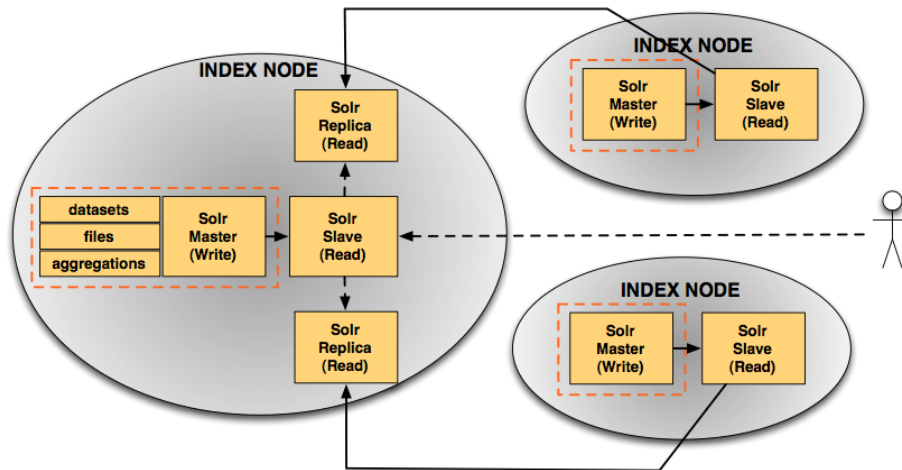 INDEX NODE
Solr
Replica
(Read)
datasets
files
aggregations
Solr
Master
(Write)
Solr
Slave
(Read)
Solr
Replica
(Read)
INDEX NODE
Solr
Master
(Write)
Solr
Slave
(Read)
INDEX NODE
Solr
Master
(Write)
Solr
Slave
(Read)